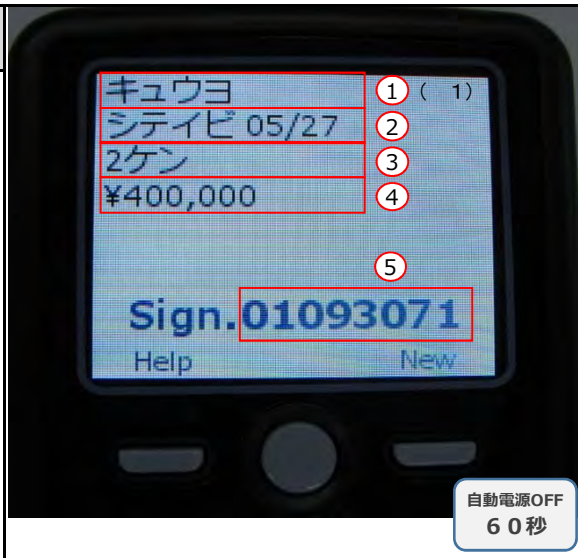 キュウヨ ① ( 1)
シテイビ 05/27 ②
2ケン ③
¥400,000 ④
⑤
Sign.01093071
Help New
自動電源OFF
60秒